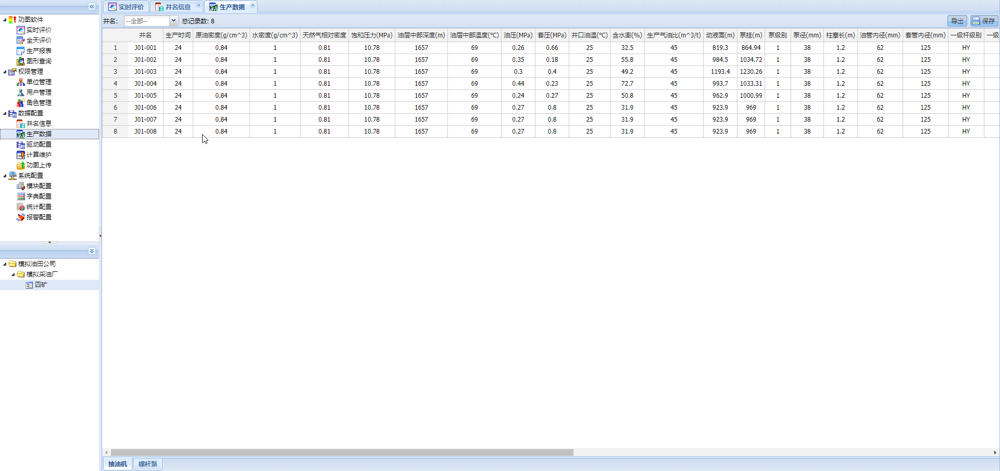 实时评价 井名信息 生产数据
井名: --全部-- 总记录数: 8 导出 保存
功图软件
实时评价
全天评价
生产报表
图形查询
权限管理
单位管理
用户管理
角色管理
数据配置
井名信息
生产数据
驱动配置
计算维护
功图上传
系统配置
模块配置
字典配置
统计配置
报警配置
模拟油田公司
模拟采油厂
四矿
井名 生产时间 原油密度(g/cm^3) 水密度(g/cm^3) 天然气相对密度 饱和压力(MPa) 油层中部深度(m) 油层中部温度(℃) 油压(MPa) 套压(MPa) 井口油温(℃) 含水率(%) 生产气油比(m^3/t) 动液面(m) 泵挂(m) 泵级别 泵径(mm) 柱塞长(m) 油管内径(mm) 套管内径(mm) 一级杆级别 一级
1 J01-001 24 0.84 1 0.81 10.78 1657 69 0.26 0.66 25 32.5 45 819.3 864.94 1 38 1.2 62 125 HY
2 J01-002 24 0.84 1 0.81 10.78 1657 69 0.35 0.18 25 55.8 45 984.5 1034.72 1 38 1.2 62 125 HY
3 J01-003 24 0.84 1 0.81 10.78 1657 69 0.3 0.4 25 49.2 45 1193.4 1230.26 1 38 1.2 62 125 HY
4 J01-004 24 0.84 1 0.81 10.78 1657 69 0.44 0.23 25 72.7 45 993.7 1033.31 1 38 1.2 62 125 HY
5 J01-005 24 0.84 1 0.81 10.78 1657 69 0.24 0.27 25 50.8 45 962.9 1000.99 1 38 1.2 62 125 HY
6 J01-006 24 0.84 1 0.81 10.78 1657 69 0.27 0.8 25 31.9 45 923.9 969 1 38 1.2 62 125 HY
7 J01-007 24 0.84 1 0.81 10.78 1657 69 0.27 0.8 25 31.9 45 923.9 969 1 38 1.2 62 125 HY
8 J01-008 24 0.84 1 0.81 10.78 1657 69 0.27 0.8 25 31.9 45 923.9 969 1 38 1.2 62 125 HY
抽油机 螺杆泵